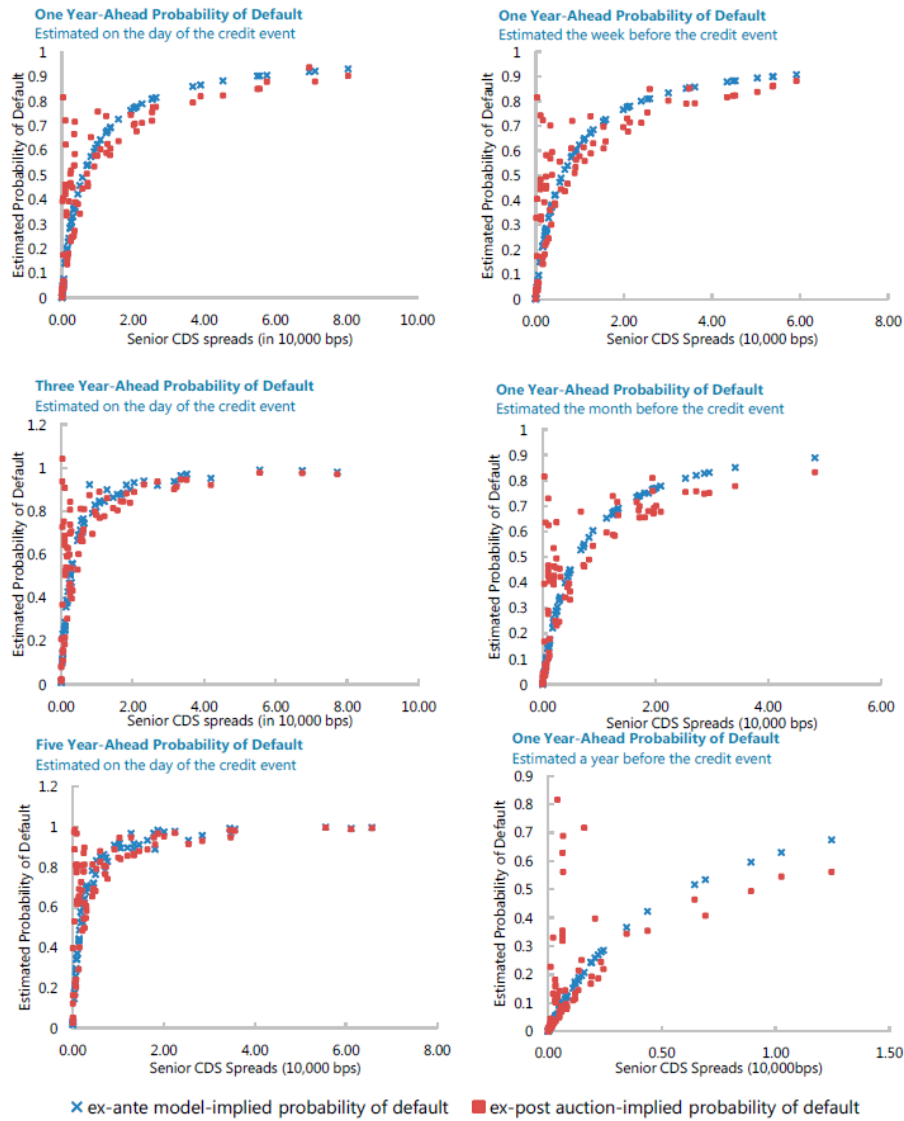 One Year-Ahead Probability of Default
Estimated on the day of the credit event
Estimated Probability of Default
1
0.9
0.8
0.7
0.6
0.5
0.4
0.3
0.2
0.1
0
0.00 2.00 4.00 6.00 8.00 10.00
Senior CDS spreads (in 10,000 bps)
One Year-Ahead Probability of Default
Estimated the week before the credit event
Estimated Probability of Default
1
0.9
0.8
0.7
0.6
0.5
0.4
0.3
0.2
0.1
0
0.00 2.00 4.00 6.00 8.00
Senior CDS spreads (10,000 bps)
Three Year-Ahead Probability of Default
Estimated on the day of the credit event
Estimated Probability of Default
1.2
1
0.8
0.6
0.4
0.2
0
0.00 2.00 4.00 6.00 8.00 10.00
Senior CDS spreads (in 10,000 bps)
One Year-Ahead Probability of Default
Estimated the month before the credit event
Estimated Probability of Default
1
0.9
0.8
0.7
0.6
0.5
0.4
0.3
0.2
0.1
0
0.00 2.00 4.00 6.00
Senior CDS Spreads (10,000 bps)
Five Year-Ahead Probability of Default
Estimated on the day of the credit event
Estimated Probability of Default
1.2
1
0.8
0.6
0.4
0.2
0
0.00 2.00 4.00 6.00 8.00
Senior CDS Spreads (10,000 bps)
One Year-Ahead Probability of Default
Estimated a year before the credit event
Estimated Probability of Default
0.9
0.8
0.7
0.6
0.5
0.4
0.3
0.2
0.1
0
0.00 0.50 1.00 1.50
Senior CDS Spreads (10,000bps)
ex-ante model-implied probability of default ex-post auction-implied probability of default